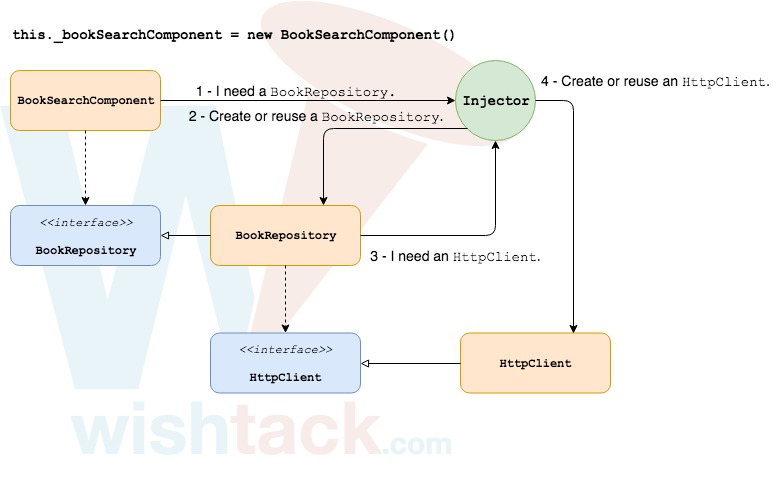 this._bookSearchComponent = new BookSearchComponent()
4 - Create or reuse an HttpClient.
1 - I need a BookRepository.
BookSearchComponent
Injector
2 - Create or reuse a BookRepository.
<<interface>>
BookRepository
BookRepository
3 - I need an HttpClient.
<<interface>>
HttpClient
HttpClient
wishtack.com